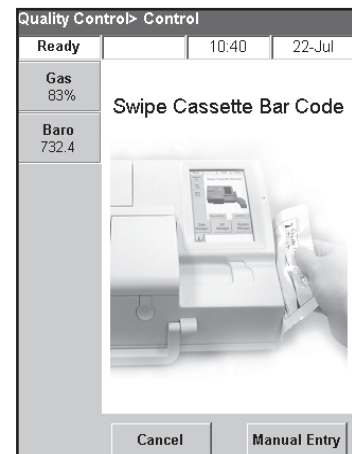 Quality Control> Control
Ready 10:40 22-Jul
Gas
83%
Baro
732.4
Swipe Cassette Bar Code
Cancel Manual Entry